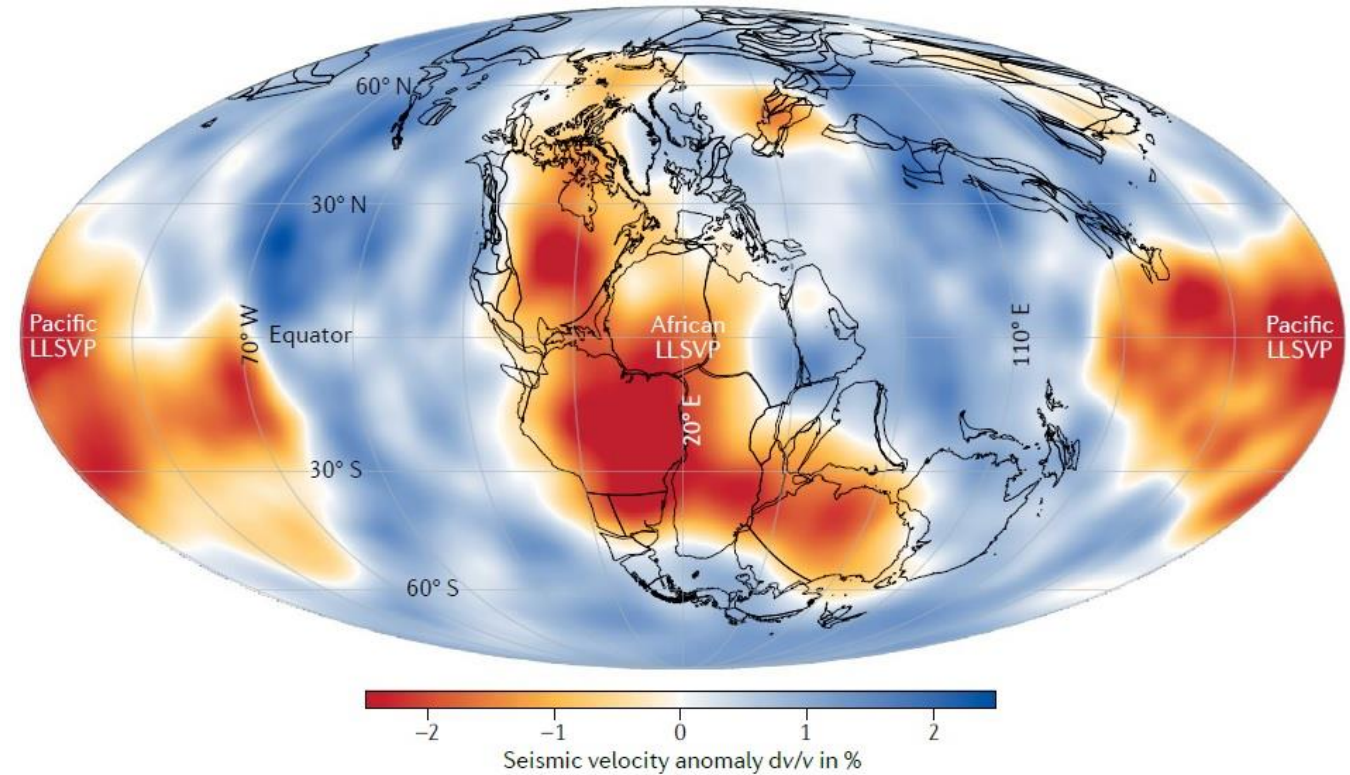 60° N
30° N
Pacific
LLSVP
70° W
Equator
African
LLSVP
20° E
110° E
Pacific
LLSVP
30° S
60° S
–2
–1
0
1
2
Seismic velocity anomaly dv/v in %